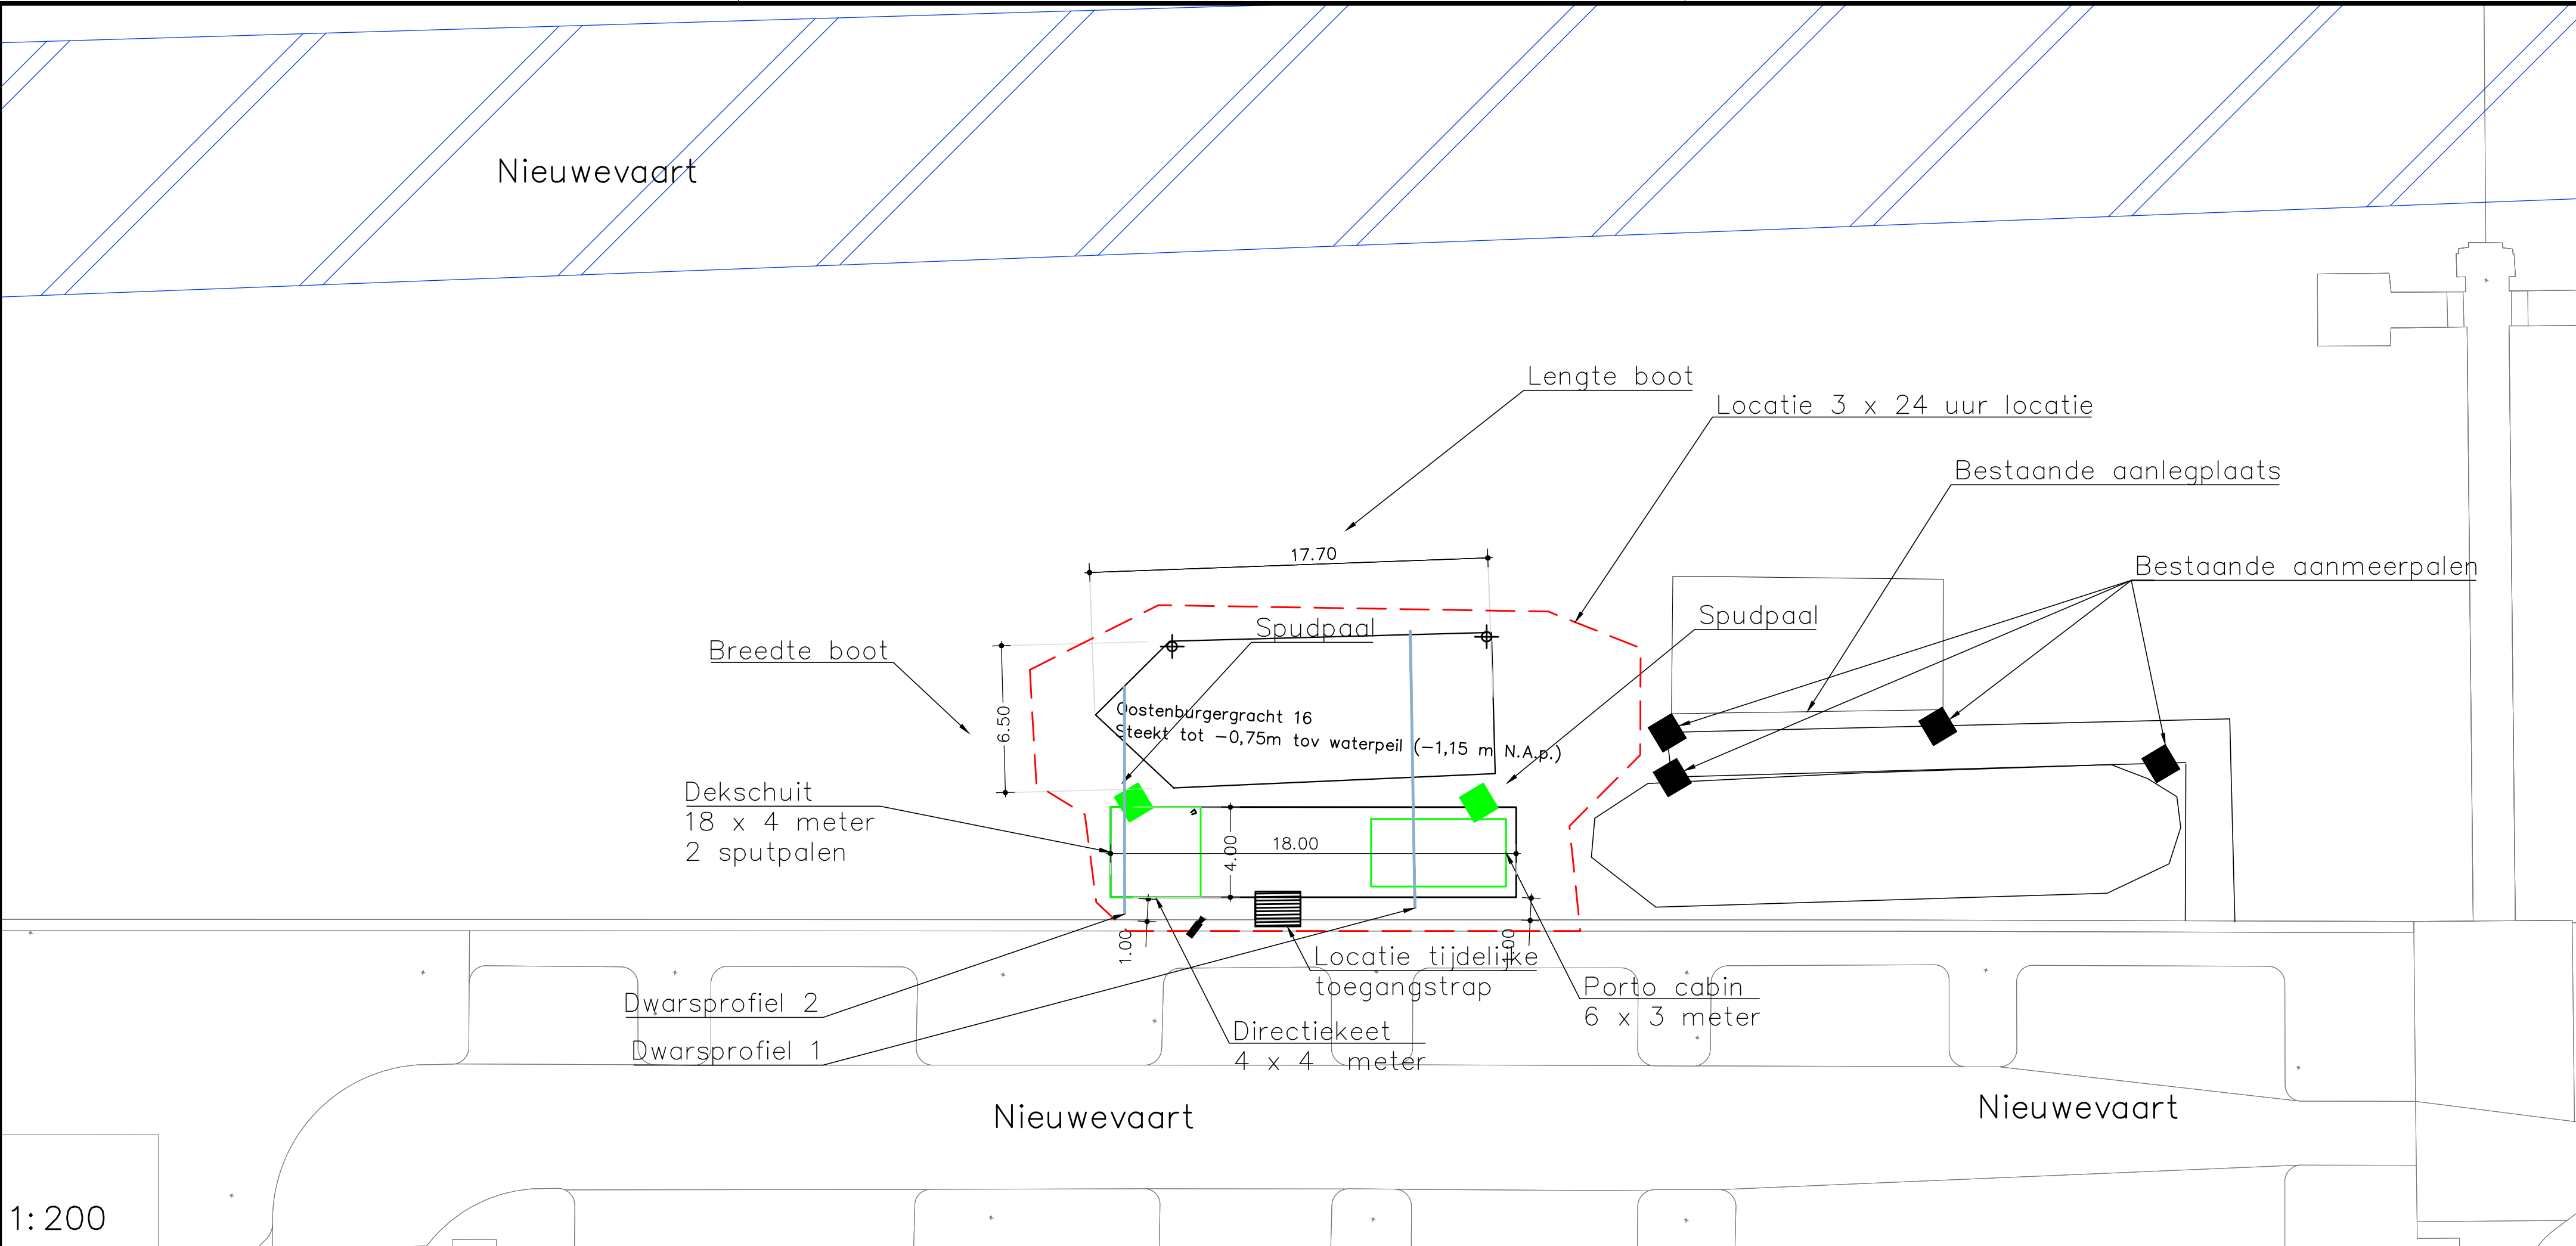 Nieuwevaart
Lengte boot
Locatie 3 x 24 uur locatie
Bestaande aanlegplaats
17.70
Bestaande aanmeerpalen
Spudpaal
Spudpaal
Breedte boot
6.50
Oostenburgergracht 16
Steekt tot -0,75m tov waterpeil (-1,15 m N.A.p.)
Dekschuit
18 x 4 meter
2 sputpalen
4.00
18.00
1.00
1.00
Locatie tijdelijke
toegangstrap
Porto cabin
6 x 3 meter
Dwarsprofiel 2
Directiekeet
4 x 4 meter
Dwarsprofiel 1
Nieuwevaart
Nieuwevaart
1:200